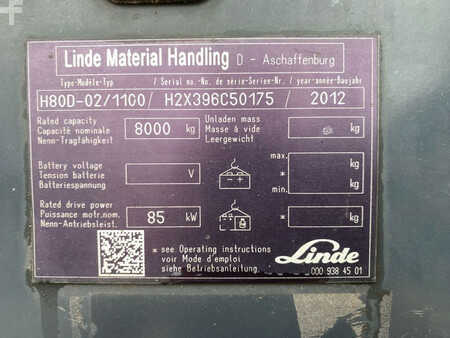 Linde Material Handling D - Aschaffenburg
Type-Modèle-Typ / Serial no.-No. de série-Serien-Nr. / year-année-Baujahr
H80D-02/1100 / H2X396C50175 / 2012
Rated capacity
Capacité nominale 8000 kg
Nenn-Tragfähigkeit
Unladen mass
Masse à vide kg
Leergewicht
Battery voltage
Tension batterie V
Batteriespannung
max. kg
*
min. kg
Rated drive power
Puissance motr.nom. 85 kW
Nenn-Antriebsleist.
* kg
* see Operating instructions
voir Mode d'emploi
siehe Betriebsanleitung.
Linde
000 938 45 01